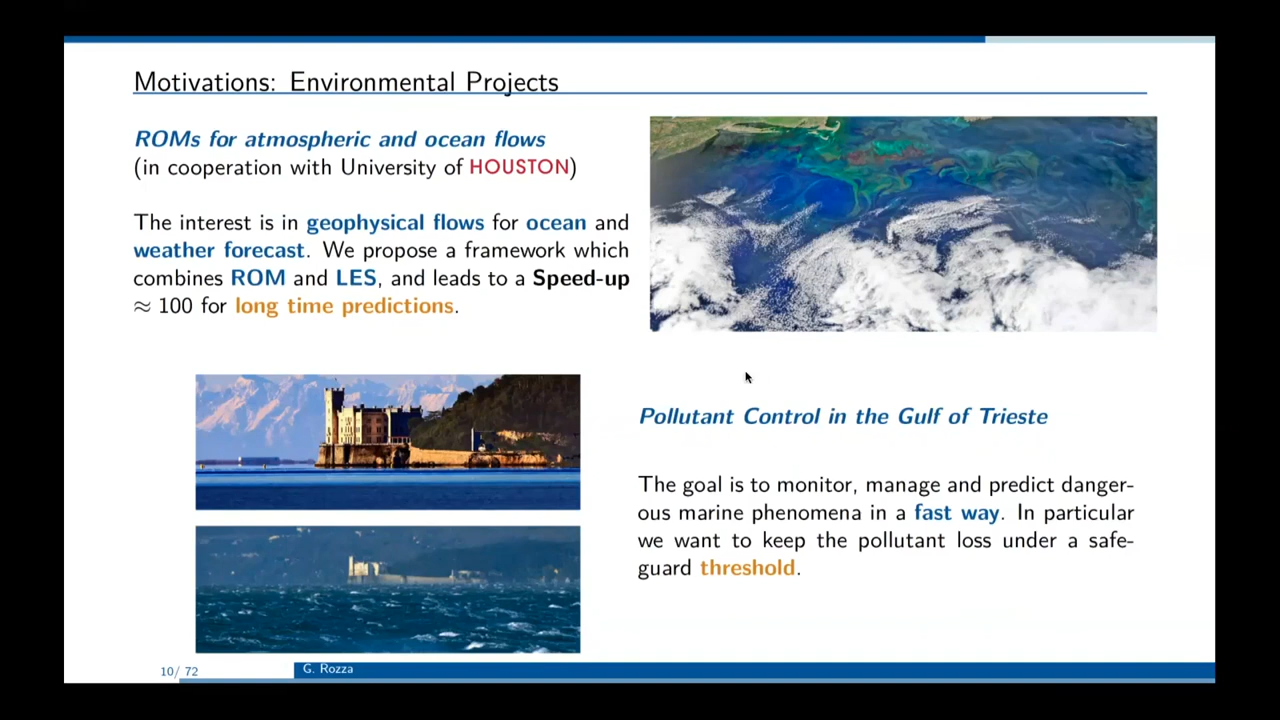 Motivations: Environmental Projects
ROMs for atmospheric and ocean flows
(in cooperation with University of HOUSTON)
The interest is in geophysical flows for ocean and
weather forecast. We propose a framework which
combines ROM and LES, and leads to a Speed-up
≈ 100 for long time predictions.
Pollutant Control in the Gulf of Trieste
The goal is to monitor, manage and predict danger-
ous marine phenomena in a fast way. In particular
we want to keep the pollutant loss under a safe-
guard threshold.
10/ 72
G. Rozza